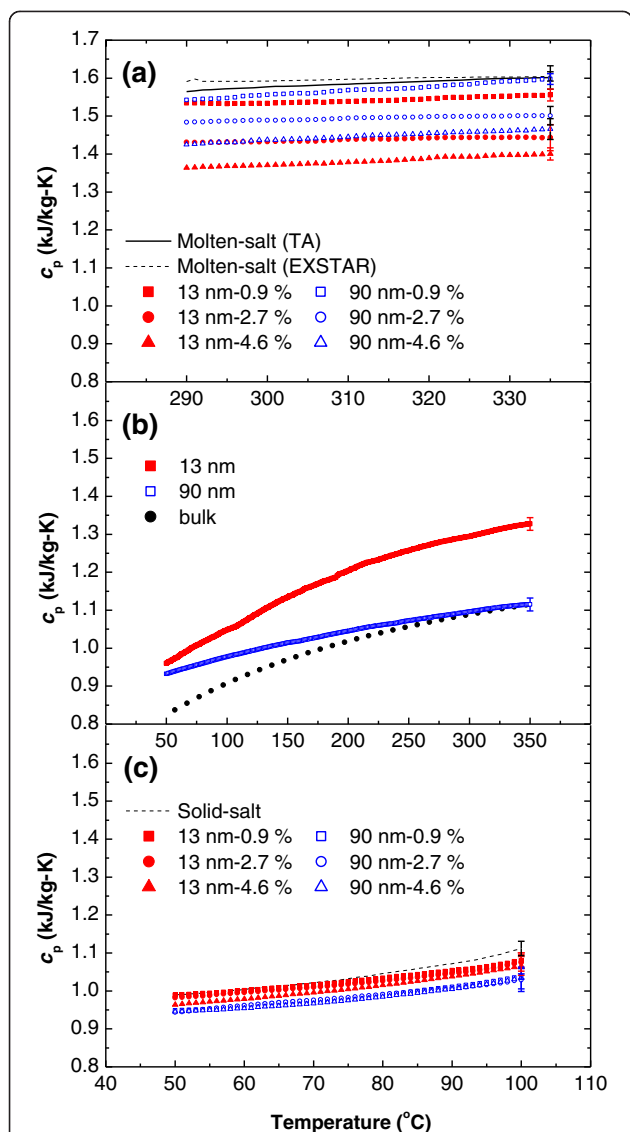 1.7
(a)
1.6
1.5
1.4
1.3
1.2
1.1
1.0
0.9
0.8
cp (kJ/kg-K)
Molten-salt (TA)
Molten-salt (EXSTAR)
13 nm-0.9 % 90 nm-0.9 %
13 nm-2.7 % 90 nm-2.7 %
13 nm-4.6 % 90 nm-4.6 %
290 300 310 320 330
(b)
1.6
1.5
1.4
1.3
1.2
1.1
1.0
0.9
0.8
cp (kJ/kg-K)
13 nm
90 nm
bulk
50 100 150 200 250 300 350
(c)
1.6
1.5
1.4
1.3
1.2
1.1
1.0
0.9
0.8
cp (kJ/kg-K)
Solid-salt
13 nm-0.9 % 90 nm-0.9 %
13 nm-2.7 % 90 nm-2.7 %
13 nm-4.6 % 90 nm-4.6 %
40 50 60 70 80 90 100 110
Temperature (°C)